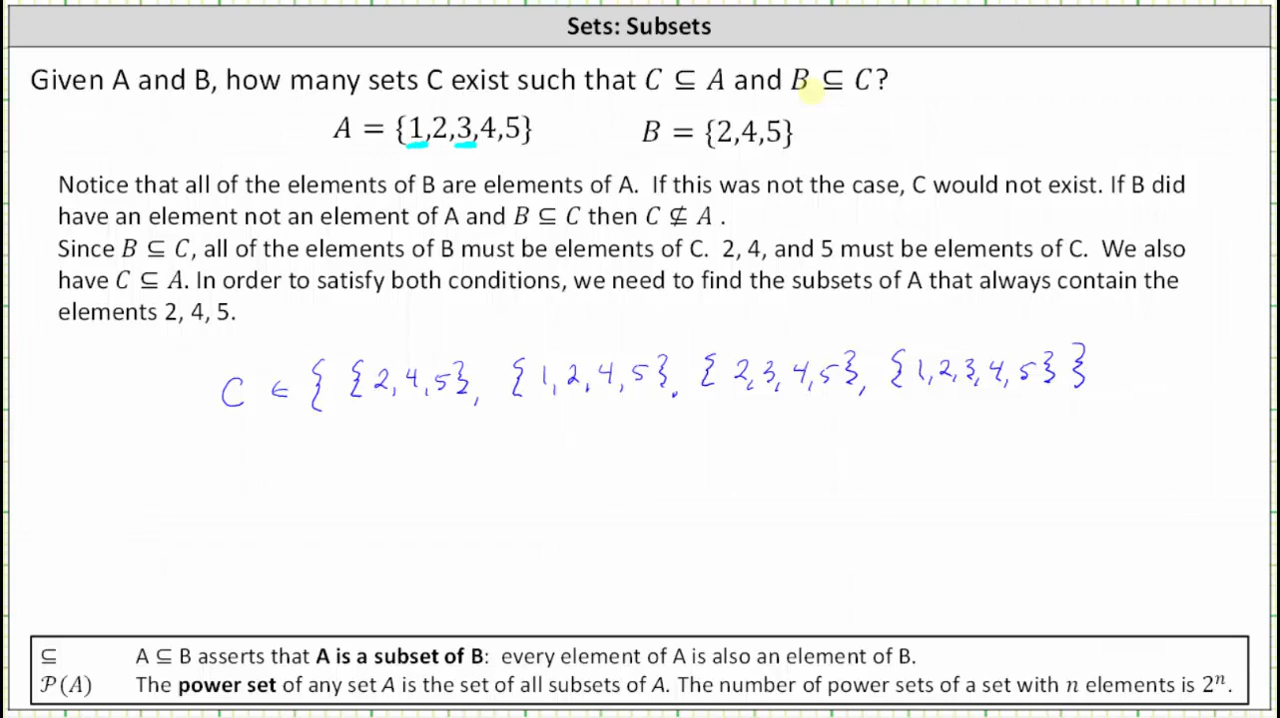 Sets: Subsets
Given A and B, how many sets C exist such that C ⊆ A and B ⊆ C?
A = {1,2,3,4,5} B = {2,4,5}
Notice that all of the elements of B are elements of A. If this was not the case, C would not exist. If B did
have an element not an element of A and B ⊆ C then C ⊈ A .
Since B ⊆ C, all of the elements of B must be elements of C. 2, 4, and 5 must be elements of C. We also
have C ⊆ A. In order to satisfy both conditions, we need to find the subsets of A that always contain the
elements 2, 4, 5.
C ∈ { {2,4,5}, {1,2,4,5}, {2,3,4,5}, {1,2,3,4,5} }
⊆ A ⊆ B asserts that A is a subset of B: every element of A is also an element of B.
𝒫(A) The power set of any set A is the set of all subsets of A. The number of power sets of a set with n elements is 2ⁿ.